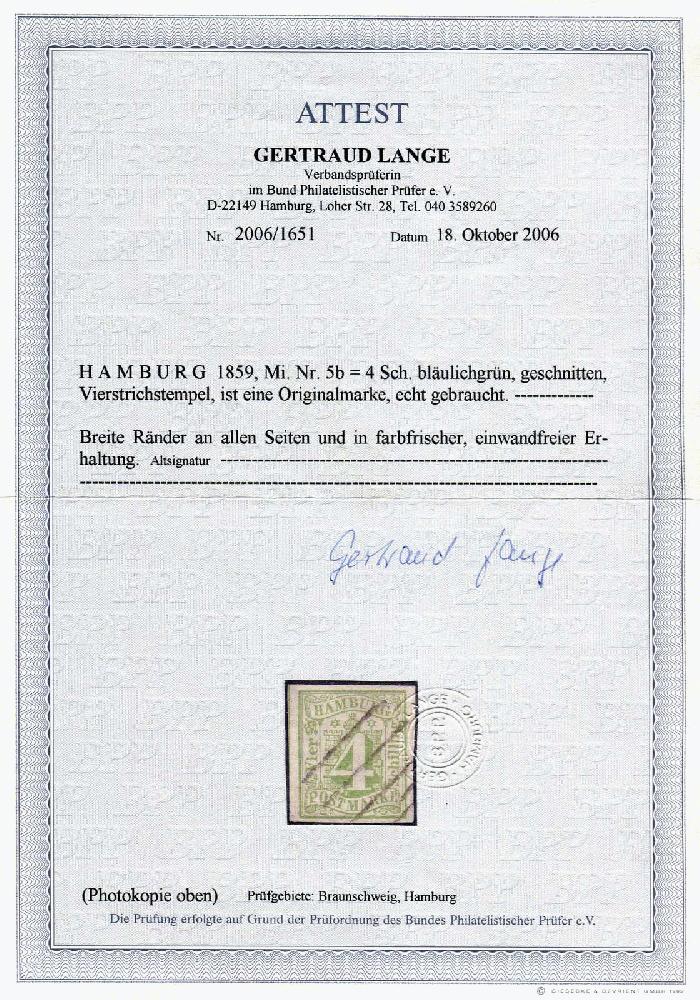 ATTEST
GERTRAUD LANGE
Verbandsprüferin
im Bund Philatelistischer Prüfer e. V.
D-22149 Hamburg, Loher Str. 28, Tel. 040 3589260
Nr. 2006/1651 Datum 18. Oktober 2006
HAMBURG 1859, Mi. Nr. 5b = 4 Sch. bläulichgrün, geschnitten,
Vierstrichstempel, ist eine Originalmarke, echt gebraucht. -------------
Breite Ränder an allen Seiten und in farbfrischer, einwandfreier Er-
haltung. Altsignatur
Gertraud Lange
HAMBURG
Vier
4
POSTMARKE
(Photokopie oben) Prüfgebiete: Braunschweig, Hamburg
Die Prüfung erfolgte auf Grund der Prüfordnung des Bundes Philatelistischer Prüfer e.V.